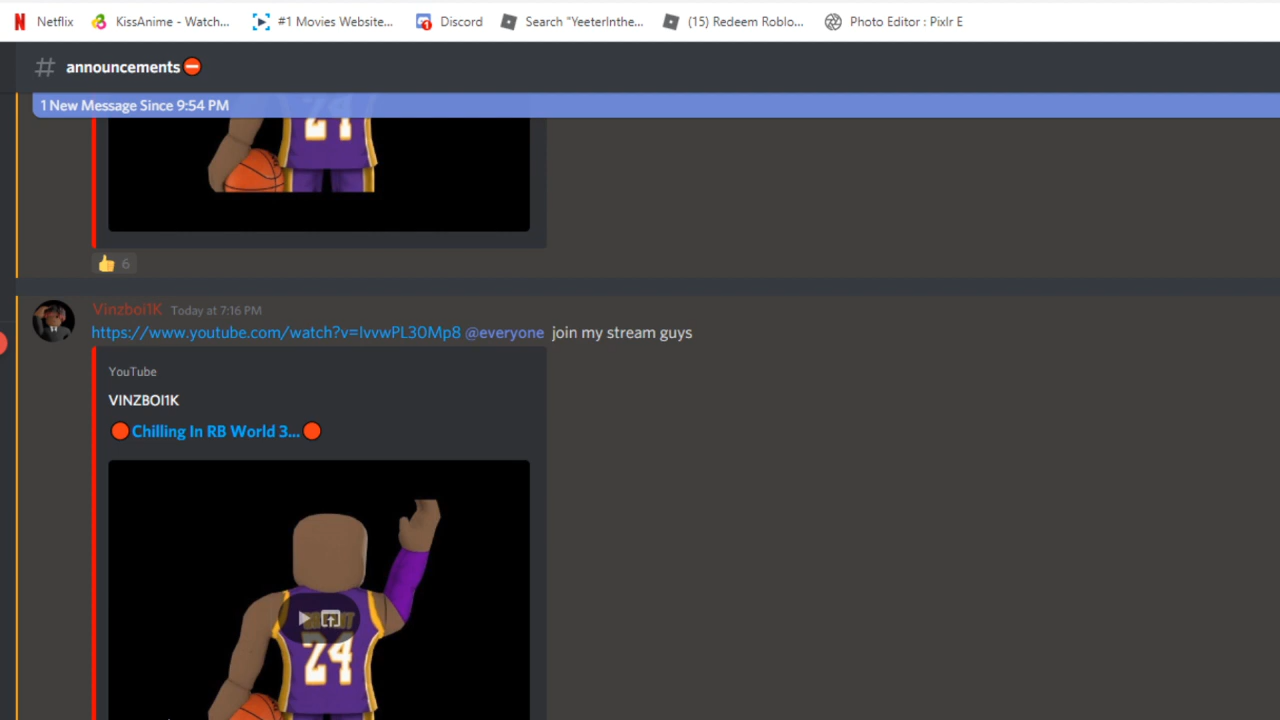 Netflix KissAnime - Watch... #1 Movies Website... Discord Search "YeeterInthe... (15) Redeem Roblo... Photo Editor : Pixlr E
# announcements⛔
1 New Message Since 9:54 PM
24
👍 6
Vinzboi1K Today at 7:16 PM
https://www.youtube.com/watch?v=lvvwPL30Mp8 @everyone join my stream guys
YouTube
VINZBOI1K
🔴Chilling In RB World 3...🔴
24